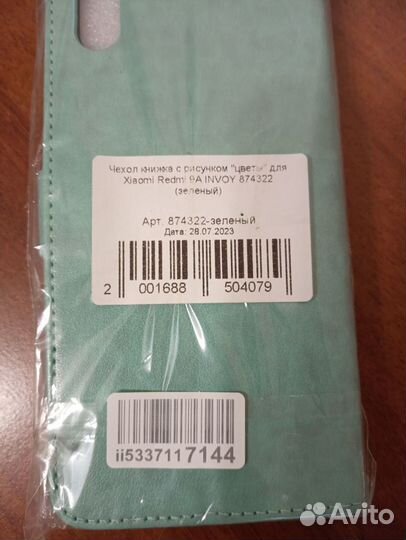 Чехол книжка с рисунком "цветы" для
Xiaomi Redmi 9A INVOY 874322
(зеленый)
Арт. 874322-зеленый
Дата: 28.07.2023
2 001688 504079
ii5337117144
Avito